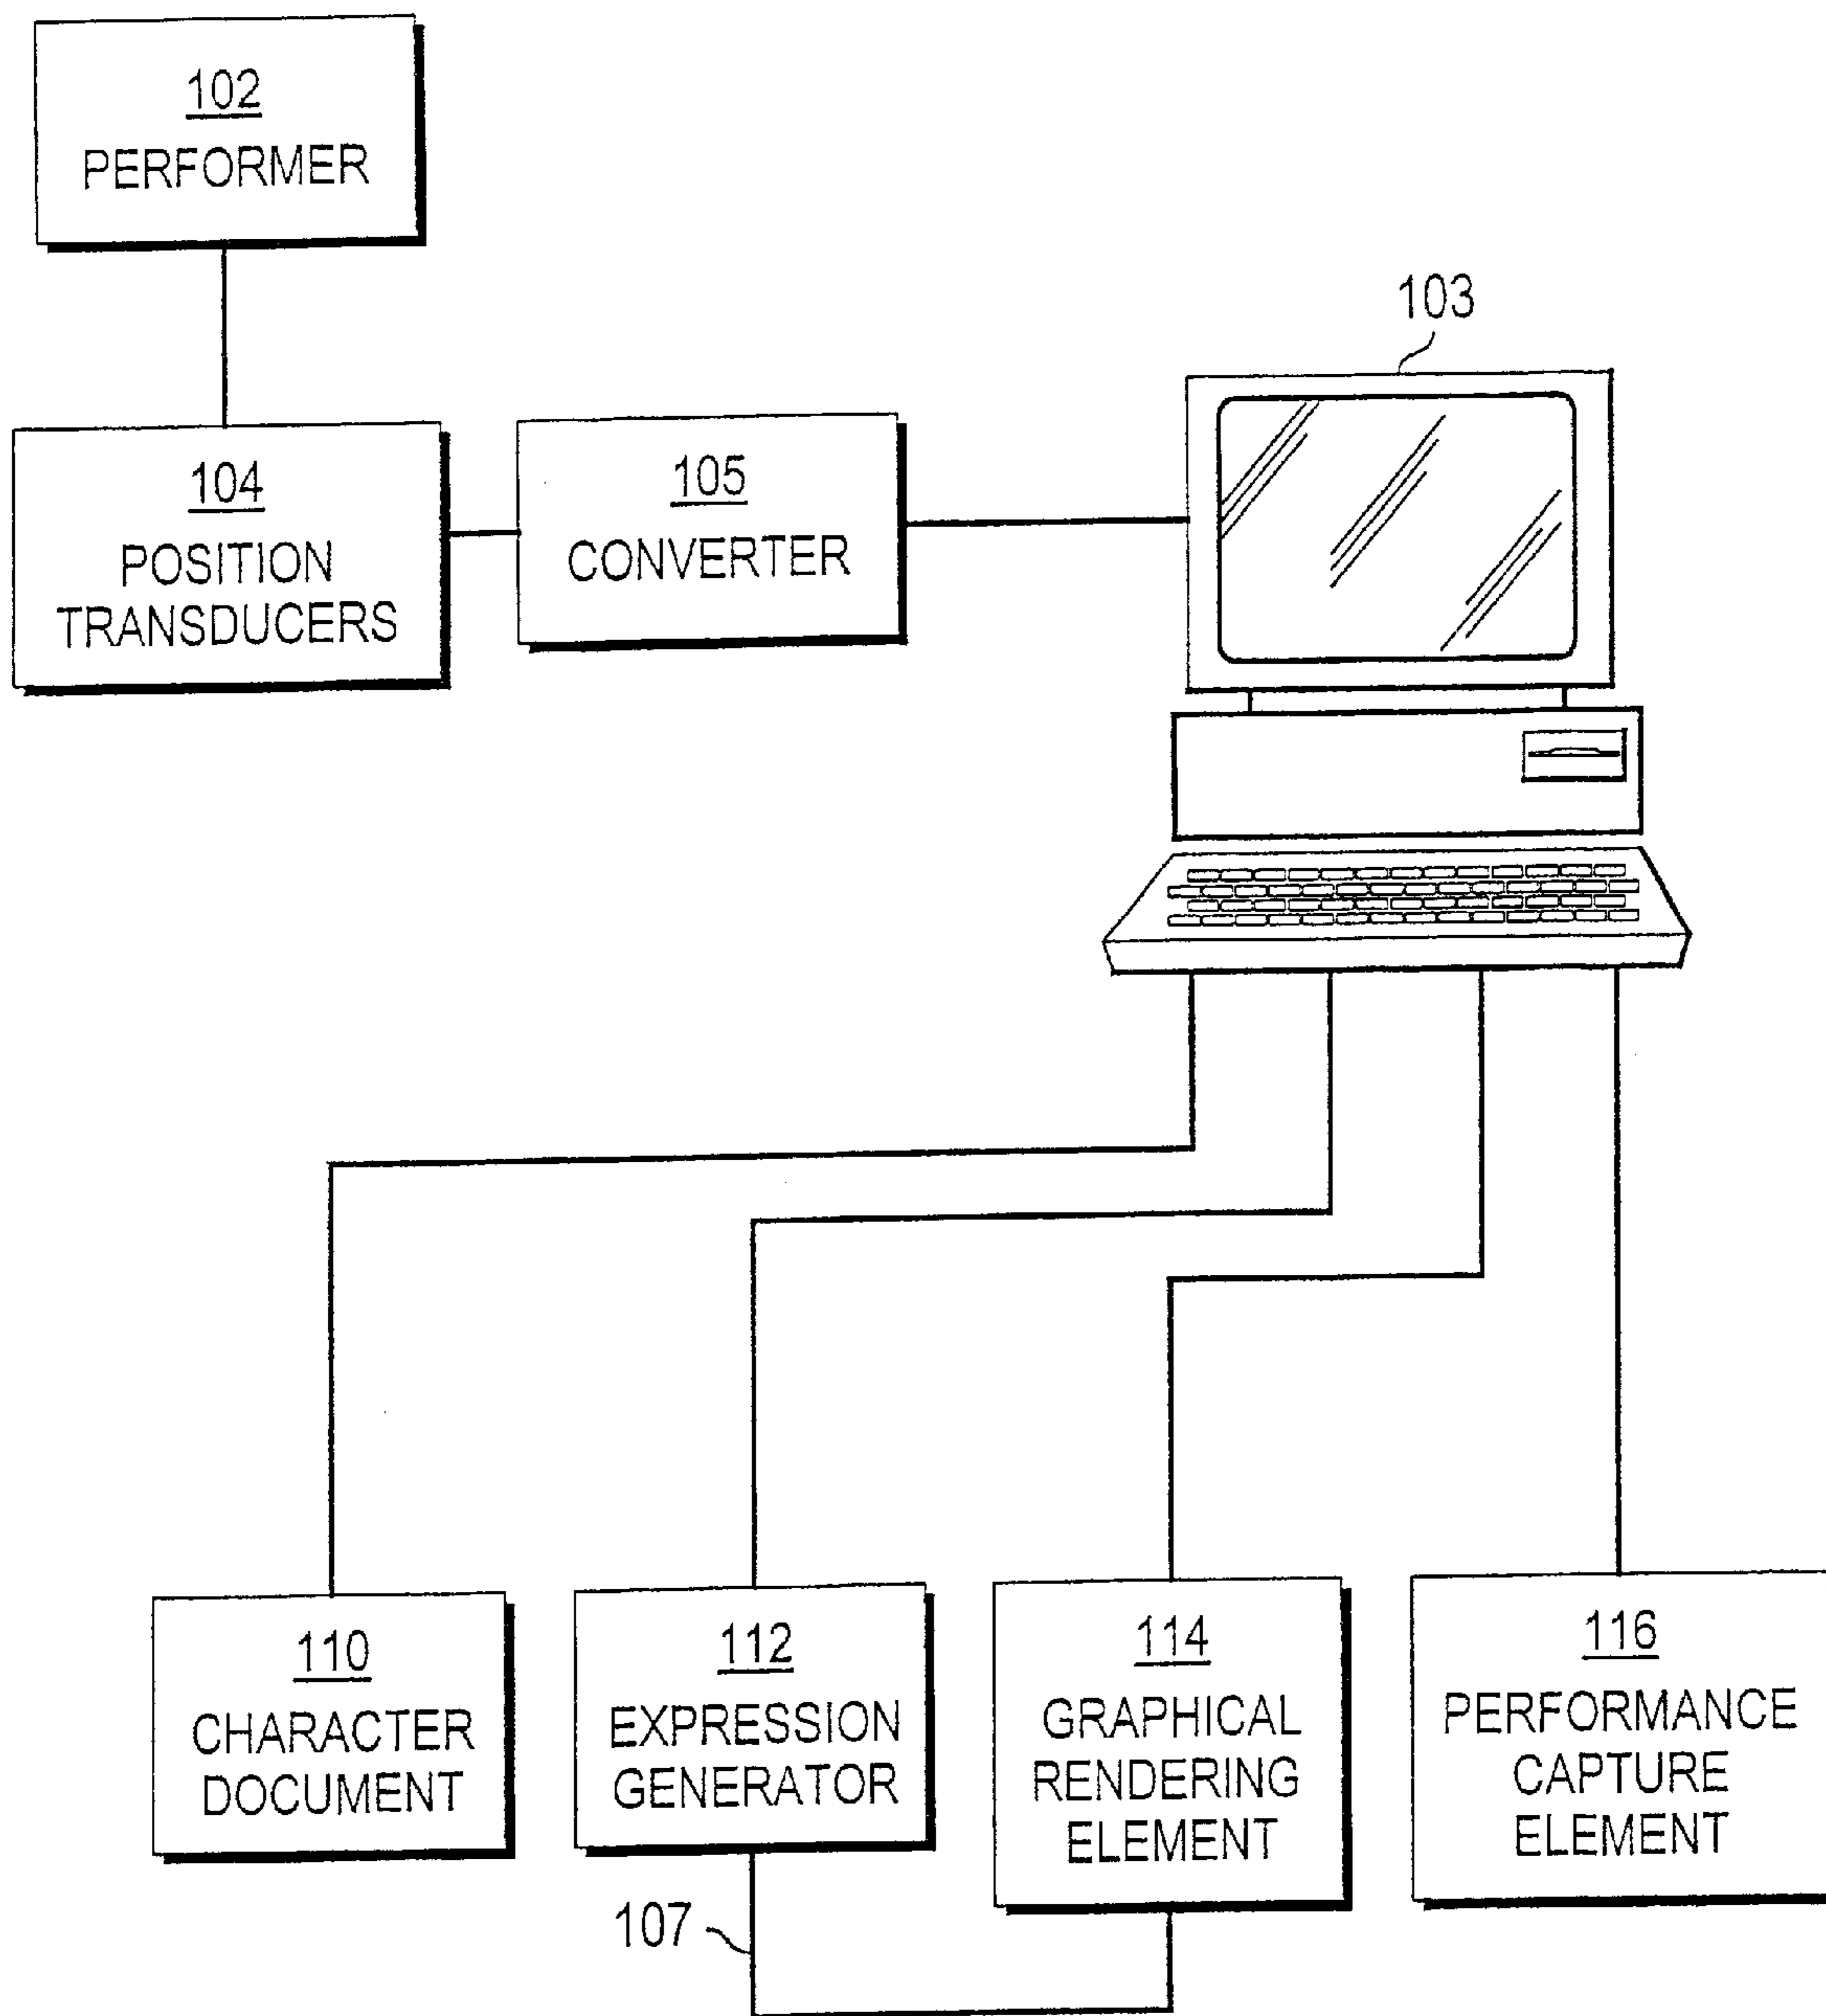 102
PERFORMER
103
104
POSITION
TRANSDUCERS
105
CONVERTER
110
CHARACTER
DOCUMENT
112
EXPRESSION
GENERATOR
114
GRAPHICAL
RENDERING
ELEMENT
116
PERFORMANCE
CAPTURE
ELEMENT
107